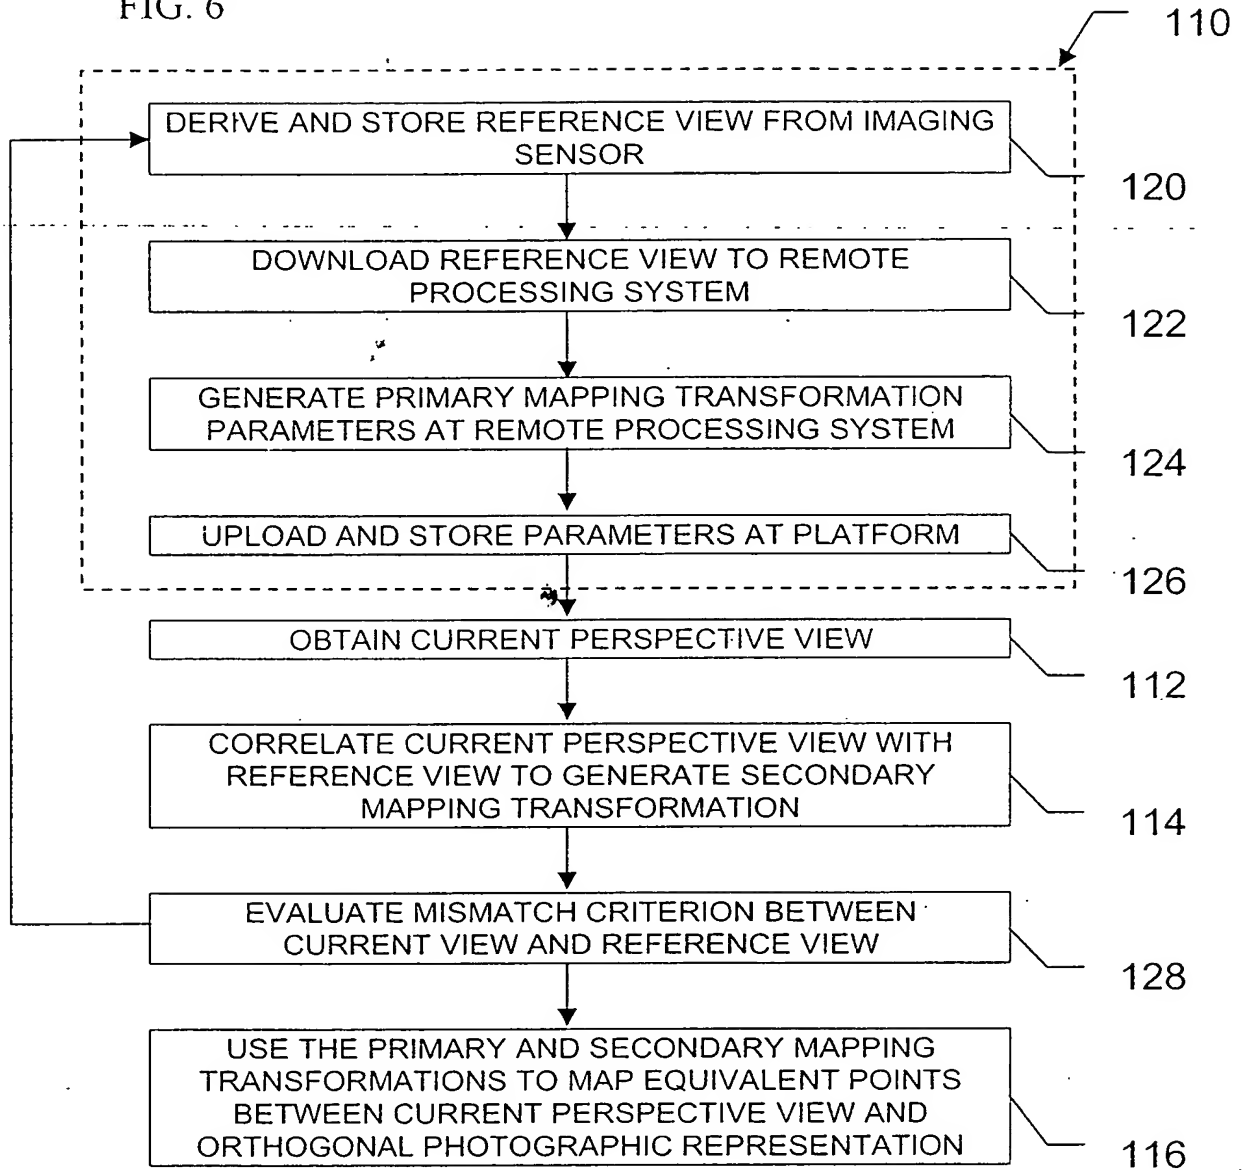 FIG. 6
110
DERIVE AND STORE REFERENCE VIEW FROM IMAGING
SENSOR
120
DOWNLOAD REFERENCE VIEW TO REMOTE
PROCESSING SYSTEM
122
GENERATE PRIMARY MAPPING TRANSFORMATION
PARAMETERS AT REMOTE PROCESSING SYSTEM
124
UPLOAD AND STORE PARAMETERS AT PLATFORM
126
OBTAIN CURRENT PERSPECTIVE VIEW
112
CORRELATE CURRENT PERSPECTIVE VIEW WITH
REFERENCE VIEW TO GENERATE SECONDARY
MAPPING TRANSFORMATION
114
EVALUATE MISMATCH CRITERION BETWEEN
CURRENT VIEW AND REFERENCE VIEW
128
USE THE PRIMARY AND SECONDARY MAPPING
TRANSFORMATIONS TO MAP EQUIVALENT POINTS
BETWEEN CURRENT PERSPECTIVE VIEW AND
ORTHOGONAL PHOTOGRAPHIC REPRESENTATION
116